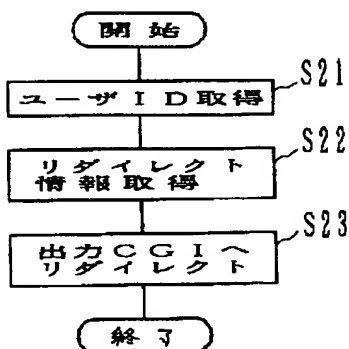 開始
S21
ユーザID取得
S22
リダイレクト
情報取得
S23
出力CGIへ
リダイレクト
終了